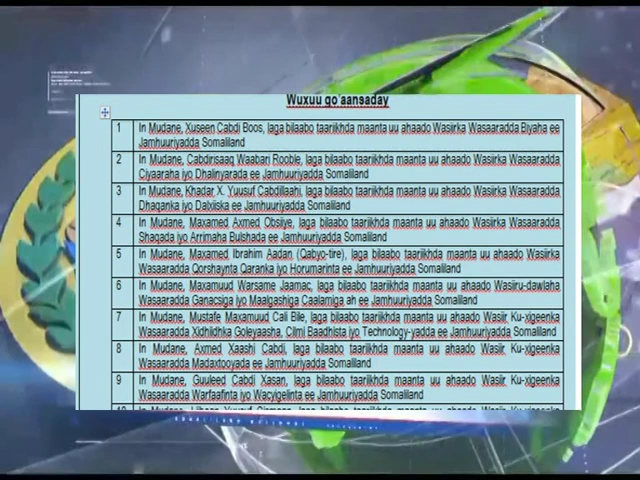 Wuxuu go'aansaday
1 In Mudane, Xuseen Cabdi Boos, laga bilaabo taariikhda maanta uu ahaado Wasiirka Wasaaradda Biyaha ee
Jamhuuriyadda Somaliland
2 In Mudane, Cabdirisaaq Waabari Rooble, laga bilaabo taariikhda maanta uu ahaado Wasiirka Wasaaradda
Ciyaaraha iyo Dhalinyarada ee Jamhuuriyadda Somaliland
3 In Mudane, Khadar X. Yuusuf Cabdillaahi, laga bilaabo taariikhda maanta uu ahaado Wasiirka Wasaaradda
Dhaqanka iyo Dalxiiska ee Jamhuuriyadda Somaliland
4 In Mudane, Maxamed Axmed Obsiiye, laga bilaabo taariikhda maanta uu ahaado Wasiirka Wasaaradda
Shaqada iyo Arrimaha Bulshada ee Jamhuuriyadda Somaliland
5 In Mudane, Maxamed Ibrahim Aadan (Qabyo-tire), laga bilaabo taariikhda maanta uu ahaado Wasiirka
Wasaaradda Qorshaynta Qaranka iyo Horumarinta ee Jamhuuriyadda Somaliland
6 In Mudane, Maxamuud Warsame Jaamac, laga bilaabo taariikhda maanta uu ahaado Wasiiru-dawlaha
Wasaaradda Ganacsiga iyo Maalgashiga Caalamiga ah ee Jamhuuriyadda Somaliland
7 In Mudane, Mustafe Maxamuud Cali Bile, laga bilaabo taariikhda maanta uu ahaado Wasiir Ku-xigeenka
Wasaaradda Xidhiidhka Goleyaasha, Cilmi Baadhista iyo Technology-yadda ee Jamhuuriyadda Somaliland
8 In Mudane, Axmed Xaashi Cabdi, laga bilaabo taariikhda maanta uu ahaado Wasiir Ku-xigeenka
Wasaaradda Madaxtooyada ee Jamhuuriyadda Somaliland
9 In Mudane, Guuleed Cabdi Xasan, laga bilaabo taariikhda maanta uu ahaado Wasiir Ku-xigeenka
Wasaaradda Warfaafinta iyo Wacyigelinta ee Jamhuuriyadda Somaliland